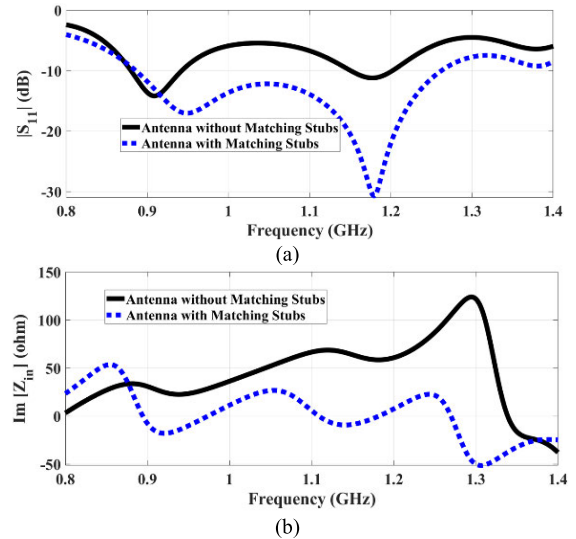 0
-10
-20
-30
|S11| (dB)
Antenna without Matching Stubs
Antenna with Matching Stubs
0.8 0.9 1 1.1 1.2 1.3 1.4
Frequency (GHz)
(a)
150
100
50
0
-50
Im |Zin| (ohm)
Antenna without Matching Stubs
Antenna with Matching Stubs
0.8 0.9 1 1.1 1.2 1.3 1.4
Frequency (GHz)
(b)